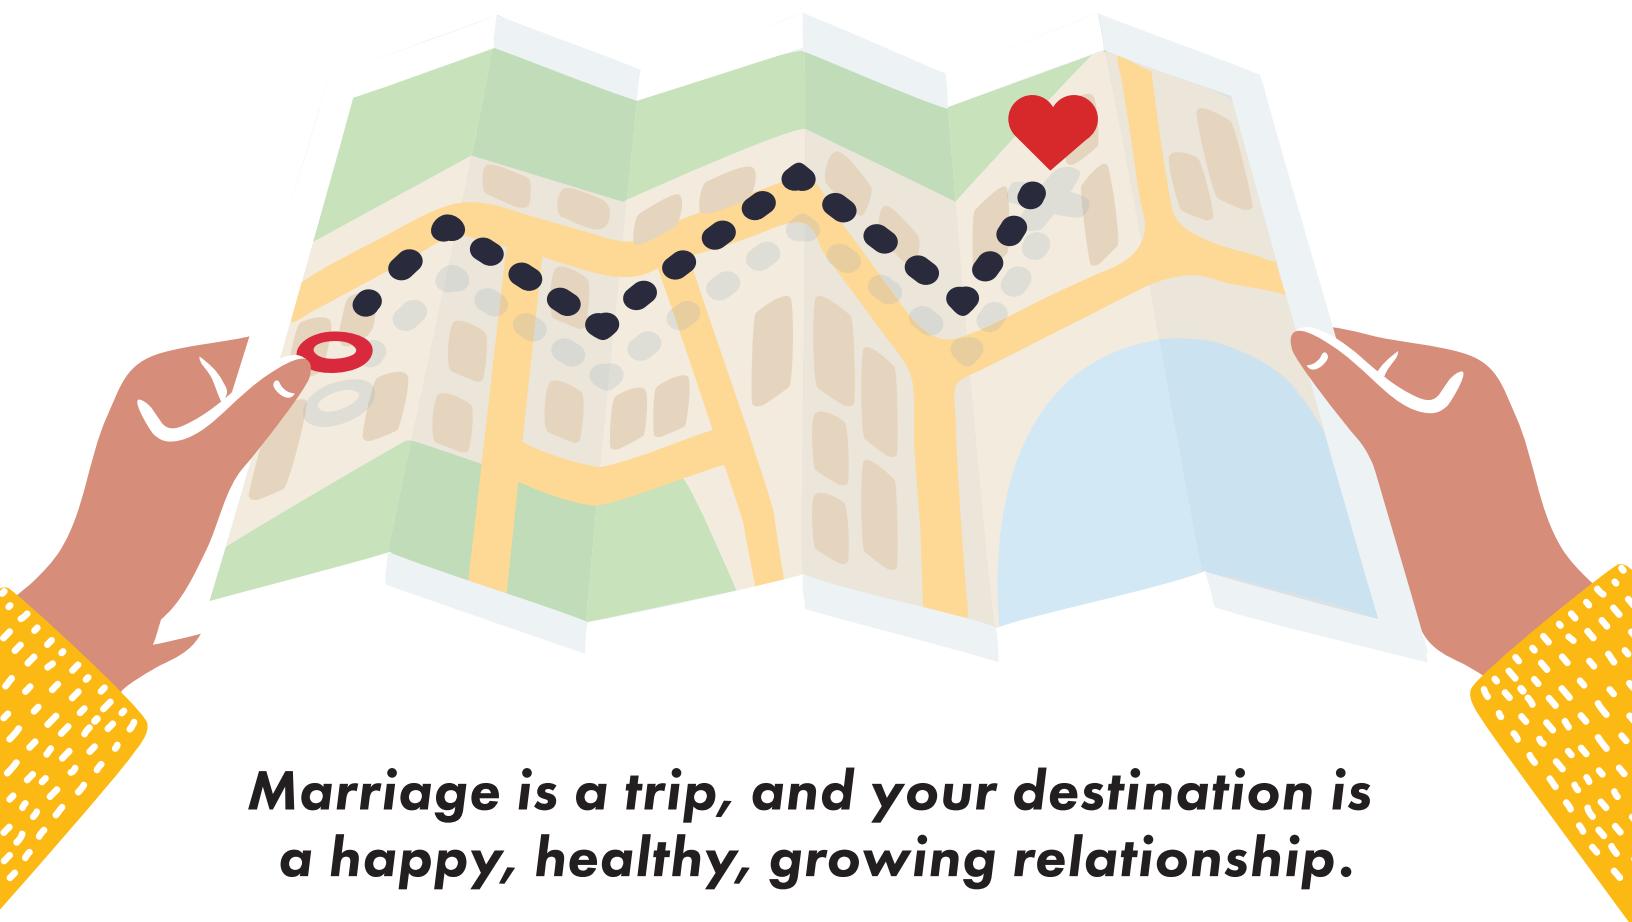 Marriage is a trip, and your destination is
a happy, healthy, growing relationship.